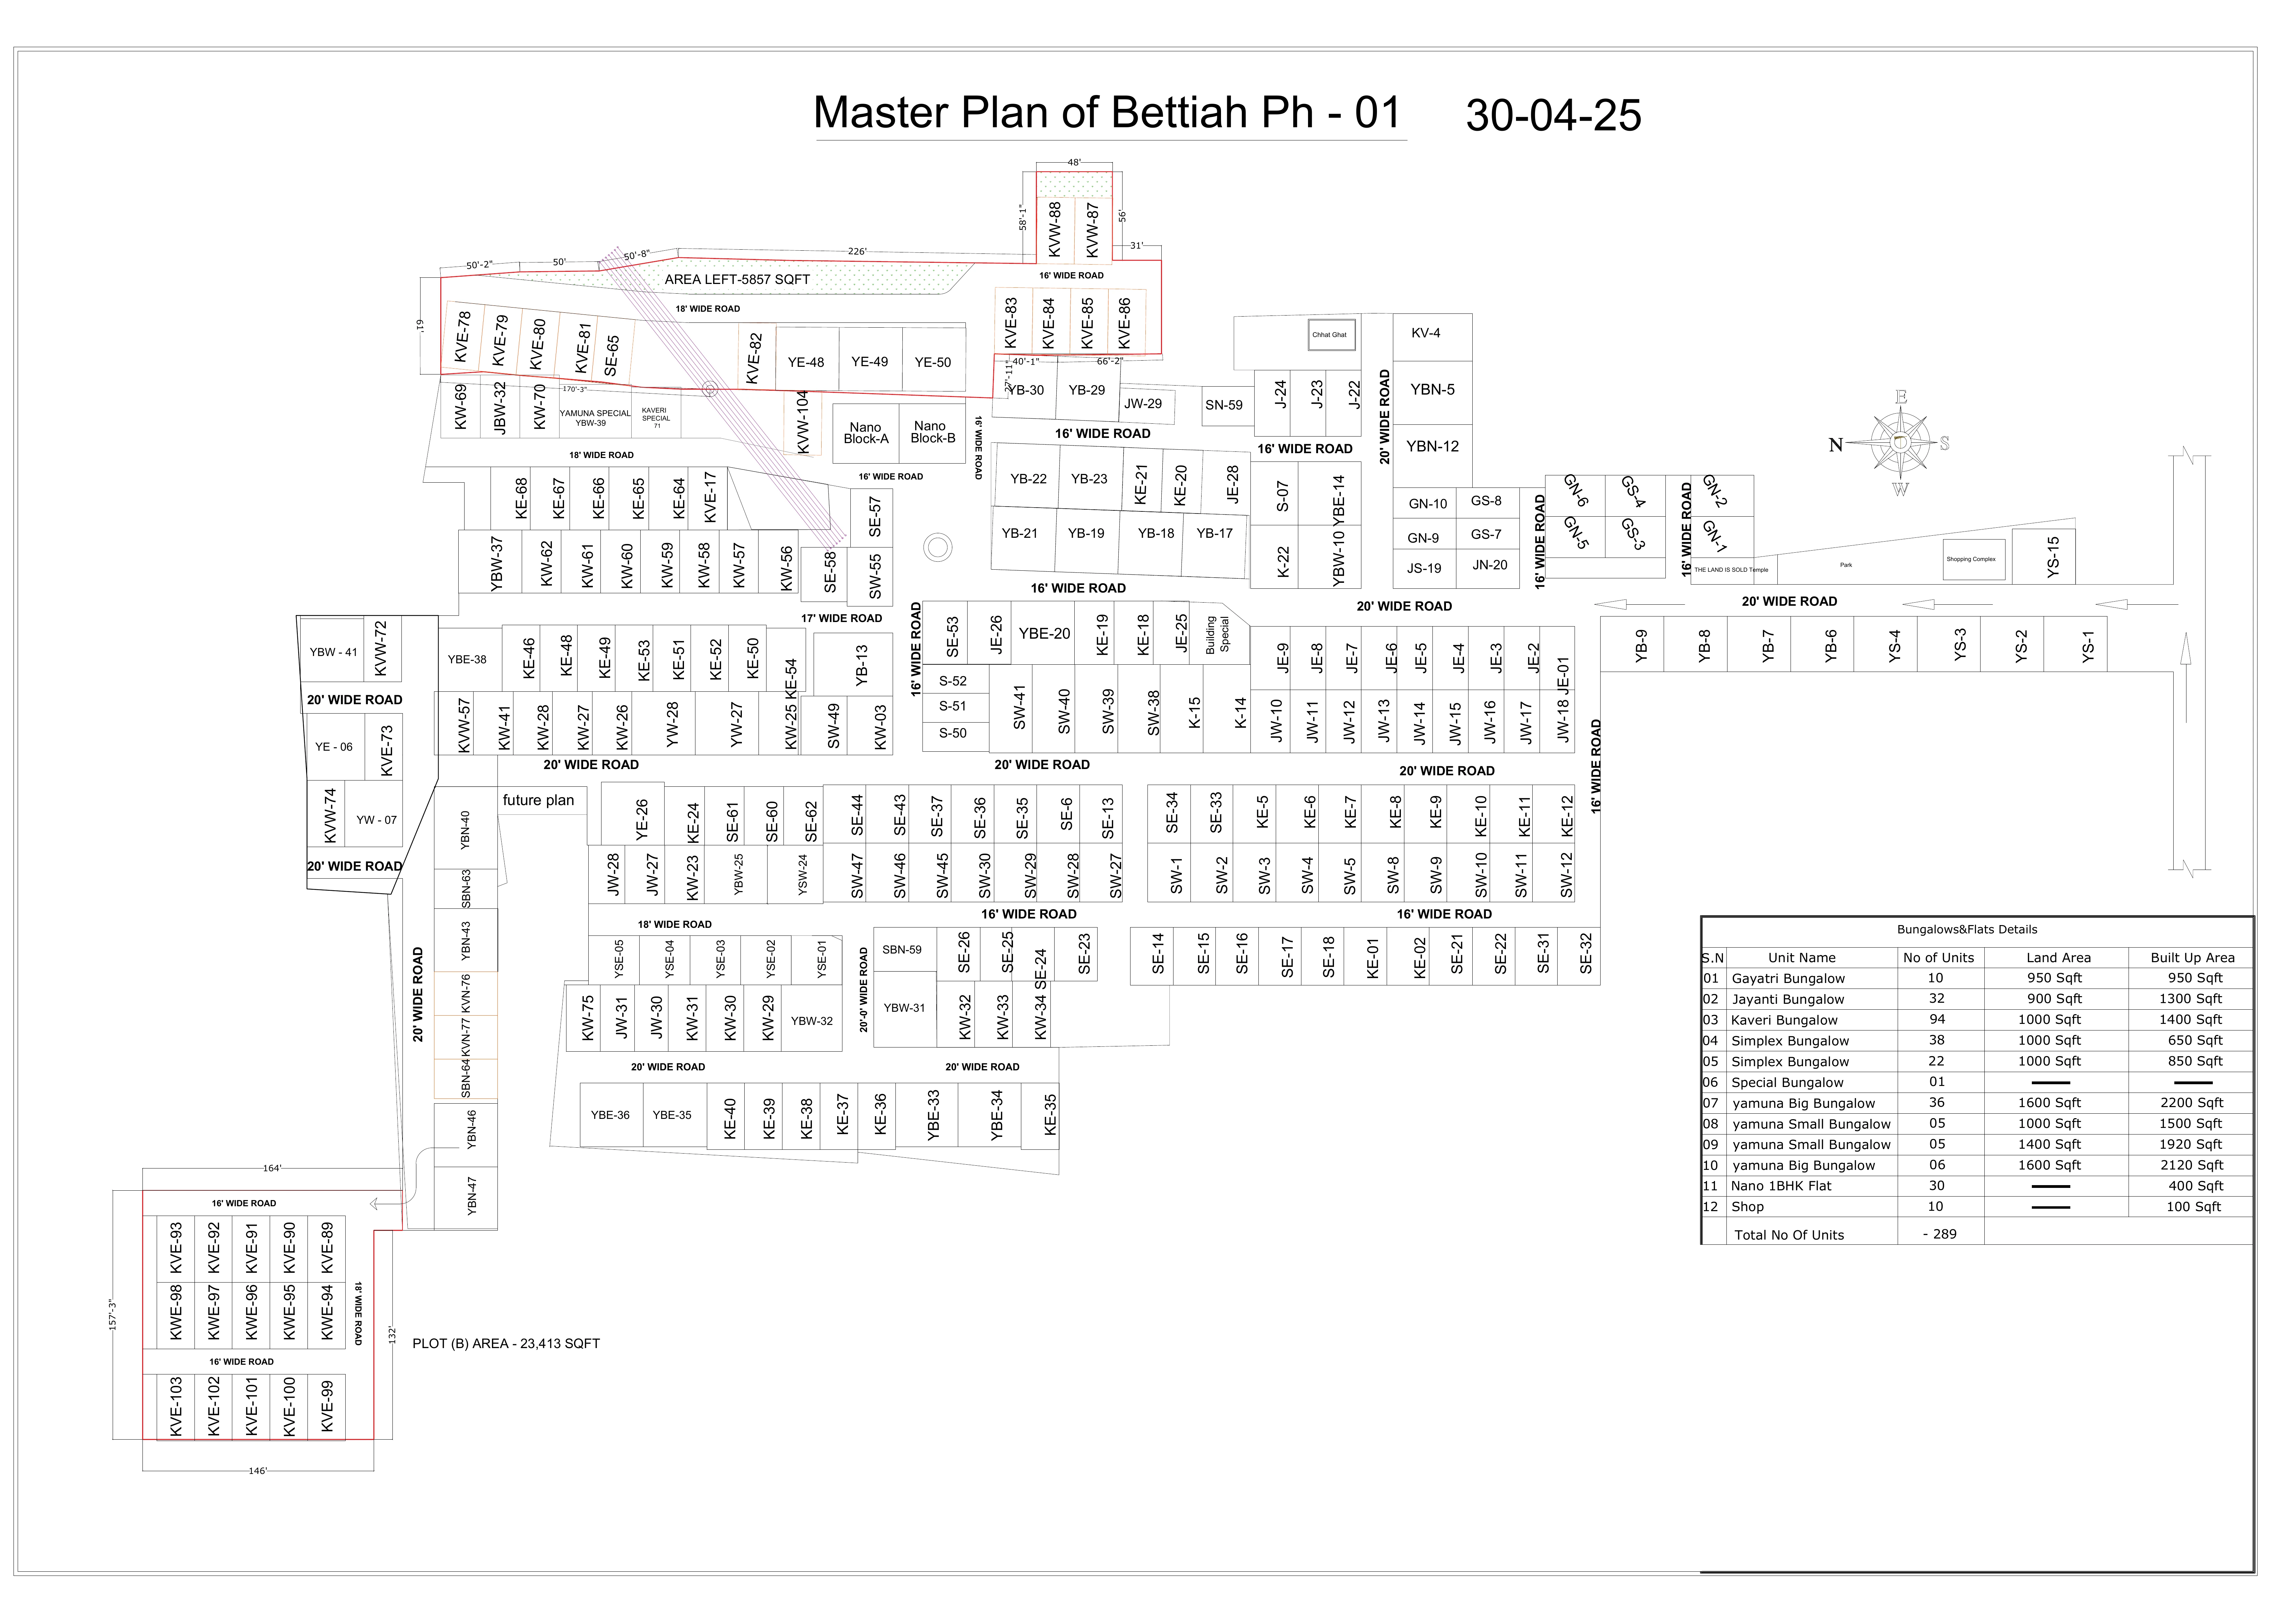 Master Plan of Bettiah Ph - 01 30-04-25
48'
58'-1"
KVW-88
KVW-87
56'
31'
50'-2"
50'
50'-8"
226'
AREA LEFT-5857 SQFT
16' WIDE ROAD
61'
18' WIDE ROAD
KVE-78
KVE-79
KVE-80
KVE-81
SE-65
KVE-82
YE-48
YE-49
YE-50
KVE-83
KVE-84
KVE-85
KVE-86
40'-1"
66'-2"
27'-11"
Chhat Ghat
KV-4
YBN-5
YBN-12
20' WIDE ROAD
KW-69
JBW-32
KW-70
170'-3"
YAMUNA SPECIAL
YBW-39
KAVERI
SPECIAL
71
KVW-104
Nano
Block-A
Nano
Block-B
16' WIDE ROAD
YB-30
YB-29
JW-29
SN-59
J-24
J-23
J-22
16' WIDE ROAD
16' WIDE ROAD
18' WIDE ROAD
16' WIDE ROAD
E
N
S
W
KE-68
KE-67
KE-66
KE-65
KE-64
KVE-17
SE-57
YB-22
YB-23
KE-21
KE-20
JE-28
S-07
YBE-14
GN-10
GS-8
GN-9
GS-7
JS-19
JN-20
16' WIDE ROAD
GN-6
GS-4
GN-5
GS-3
16' WIDE ROAD
GN-2
GN-1
THE LAND IS SOLD Temple
Park
Shopping Complex
YS-15
YBW-37
KW-62
KW-61
KW-60
KW-59
KW-58
KW-57
KW-56
SE-58
SW-55
YB-21
YB-19
YB-18
YB-17
K-22
YBW-10
16' WIDE ROAD
20' WIDE ROAD
20' WIDE ROAD
17' WIDE ROAD
16' WIDE ROAD
YBW - 41
KVW-72
YBE-38
KE-46
KE-48
KE-49
KE-53
KE-51
KE-52
KE-50
KE-54
YB-13
SE-53
JE-26
YBE-20
KE-19
KE-18
JE-25
Building
Special
JE-9
JE-8
JE-7
JE-6
JE-5
JE-4
JE-3
JE-2
JE-01
YB-9
YB-8
YB-7
YB-6
YS-4
YS-3
YS-2
YS-1
20' WIDE ROAD
S-52
S-51
S-50
KVW-57
KW-41
KW-28
KW-27
KW-26
YW-28
YW-27
KW-25
SW-49
KW-03
SW-41
SW-40
SW-39
SW-38
K-15
K-14
JW-10
JW-11
JW-12
JW-13
JW-14
JW-15
JW-16
JW-17
JW-18
16' WIDE ROAD
YE - 06
KVE-73
20' WIDE ROAD
20' WIDE ROAD
20' WIDE ROAD
KVW-74
YW - 07
future plan
YBN-40
YE-26
KE-24
SE-61
SE-60
SE-62
SE-44
SE-43
SE-37
SE-36
SE-35
SE-6
SE-13
SE-34
SE-33
KE-5
KE-6
KE-7
KE-8
KE-9
KE-10
KE-11
KE-12
20' WIDE ROAD
SBN-63
JW-28
JW-27
KW-23
YBW-25
YSW-24
SW-47
SW-46
SW-45
SW-30
SW-29
SW-28
SW-27
SW-1
SW-2
SW-3
SW-4
SW-5
SW-8
SW-9
SW-10
SW-11
SW-12
18' WIDE ROAD
16' WIDE ROAD
16' WIDE ROAD
20' WIDE ROAD
YBN-43
YSE-05
YSE-04
YSE-03
YSE-02
YSE-01
20'-0' WIDE ROAD
SBN-59
SE-26
SE-25
SE-24
SE-23
SE-14
SE-15
SE-16
SE-17
SE-18
KE-01
KE-02
SE-21
SE-22
SE-31
SE-32
KVN-76
KVN-77
SBN-64
KW-75
JW-31
JW-30
KW-31
KW-30
KW-29
YBW-32
YBW-31
KW-32
KW-33
KW-34
20' WIDE ROAD
20' WIDE ROAD
YBN-46
YBN-47
YBE-36
YBE-35
KE-40
KE-39
KE-38
KE-37
KE-36
YBE-33
YBE-34
KE-35
164'
16' WIDE ROAD
KVE-93
KVE-92
KVE-91
KVE-90
KVE-89
KWE-98
KWE-97
KWE-96
KWE-95
KWE-94
18' WIDE ROAD
157'-3"
132'
PLOT (B) AREA - 23,413 SQFT
16' WIDE ROAD
KVE-103
KVE-102
KVE-101
KVE-100
KVE-99
146'
Bungalows&Flats Details
S.N Unit Name No of Units Land Area Built Up Area
01 Gayatri Bungalow 10 950 Sqft 950 Sqft
02 Jayanti Bungalow 32 900 Sqft 1300 Sqft
03 Kaveri Bungalow 94 1000 Sqft 1400 Sqft
04 Simplex Bungalow 38 1000 Sqft 650 Sqft
05 Simplex Bungalow 22 1000 Sqft 850 Sqft
06 Special Bungalow 01
07 yamuna Big Bungalow 36 1600 Sqft 2200 Sqft
08 yamuna Small Bungalow 05 1000 Sqft 1500 Sqft
09 yamuna Small Bungalow 05 1400 Sqft 1920 Sqft
10 yamuna Big Bungalow 06 1600 Sqft 2120 Sqft
11 Nano 1BHK Flat 30 400 Sqft
12 Shop 10 100 Sqft
Total No Of Units - 289